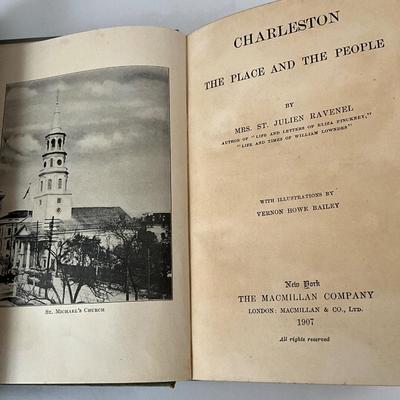 St. Michael's Church
CHARLESTON
THE PLACE AND THE PEOPLE
BY
MRS. ST. JULIEN RAVENEL
AUTHOR OF "LIFE AND LETTERS OF ELIZA PINCKNEY,"
"LIFE AND TIMES OF WILLIAM LOWNDES"
WITH ILLUSTRATIONS BY
VERNON HOWE BAILEY
New York
THE MACMILLAN COMPANY
LONDON: MACMILLAN & CO., LTD.
1907
All rights reserved